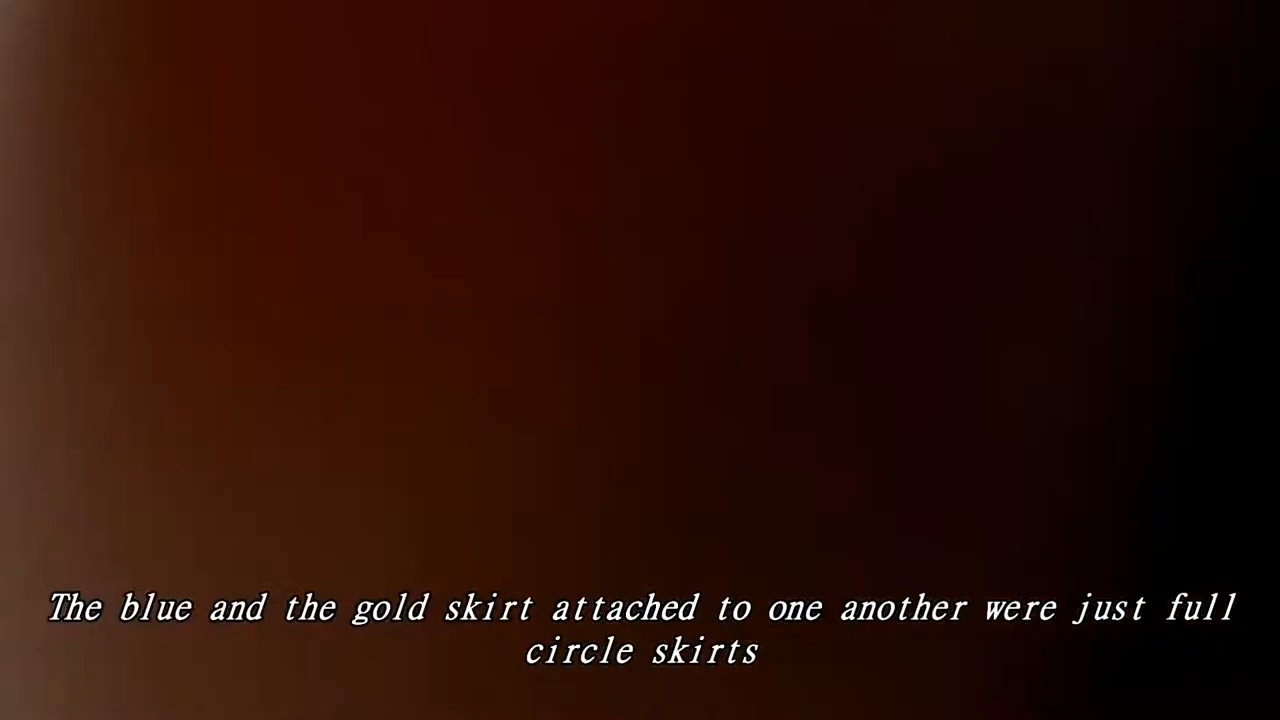 The blue and the gold skirt attached to one another were just full
circle skirts